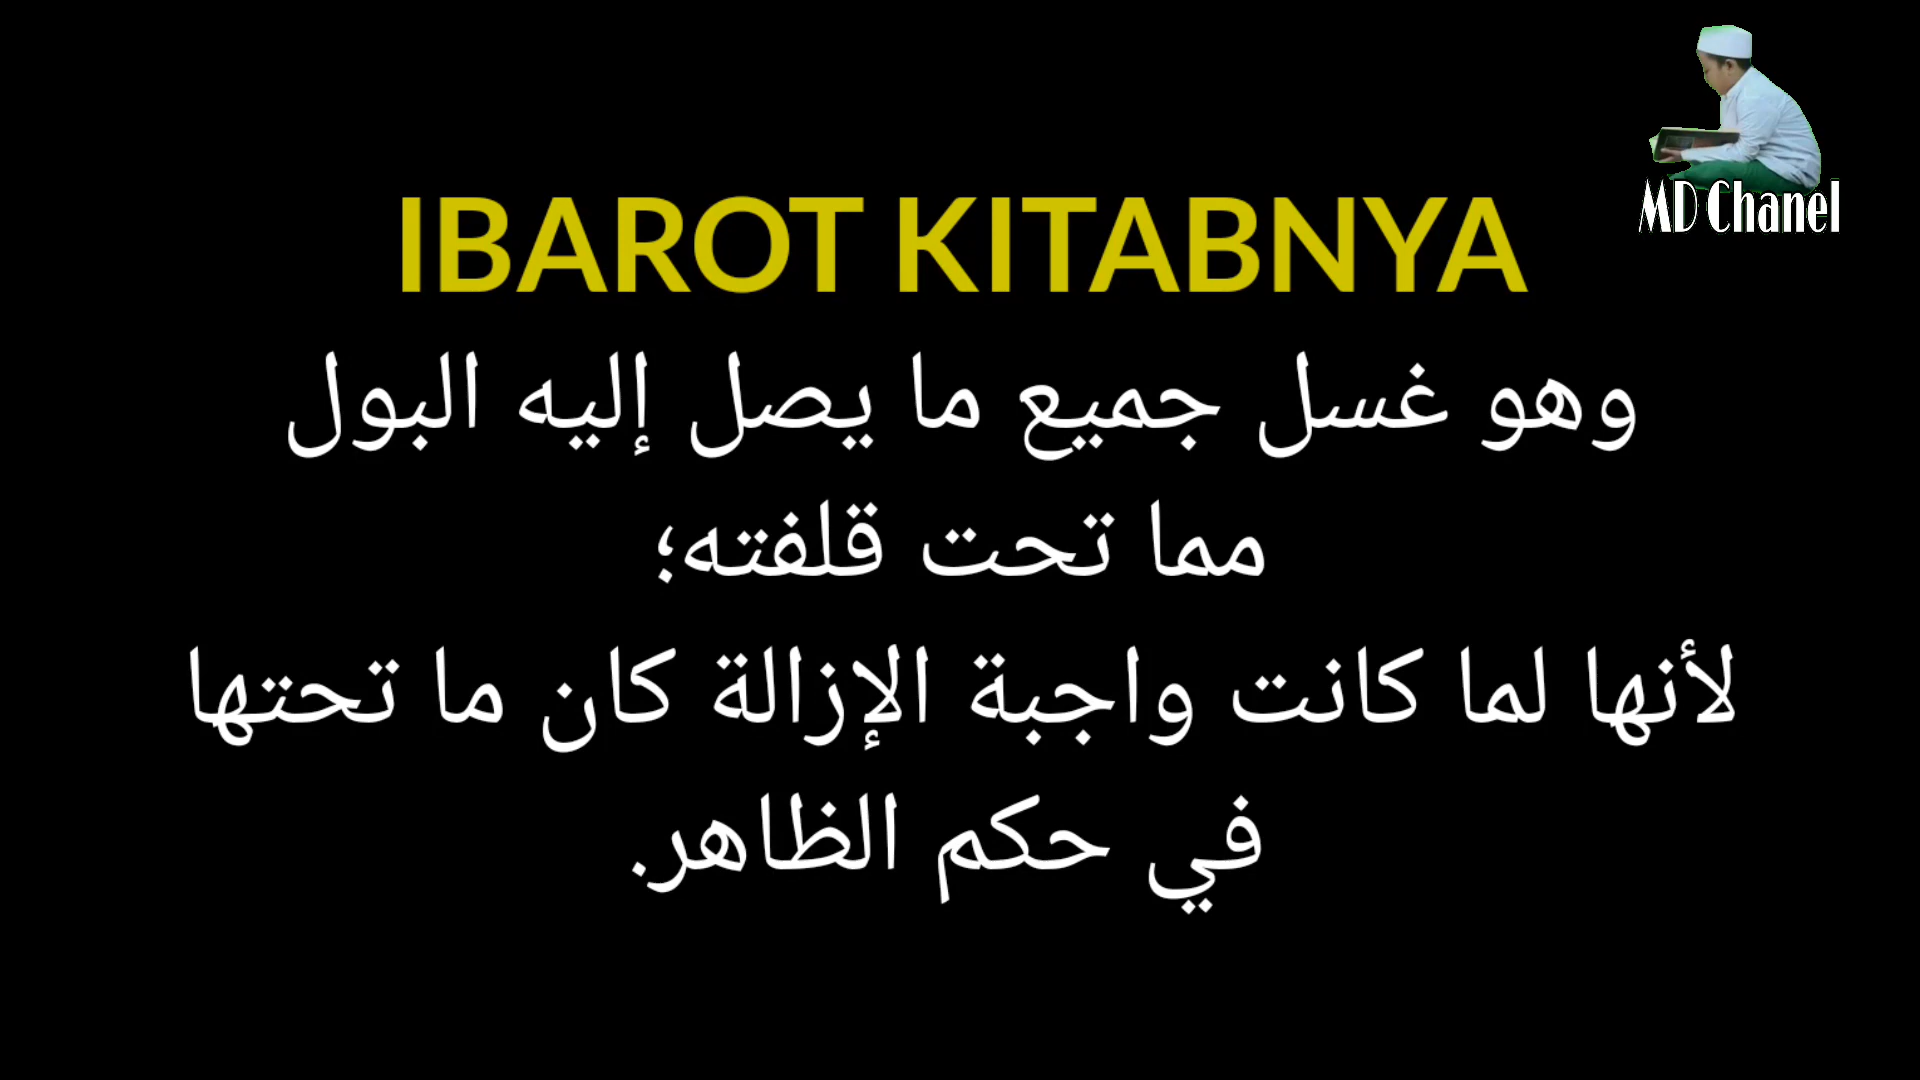 MD Chanel
IBAROT KITABNYA
وهو غسل جميع ما يصل إليه البول
مما تحت قلفته؛
لأنها لما كانت واجبة الإزالة كان ما تحتها
في حكم الظاهر.